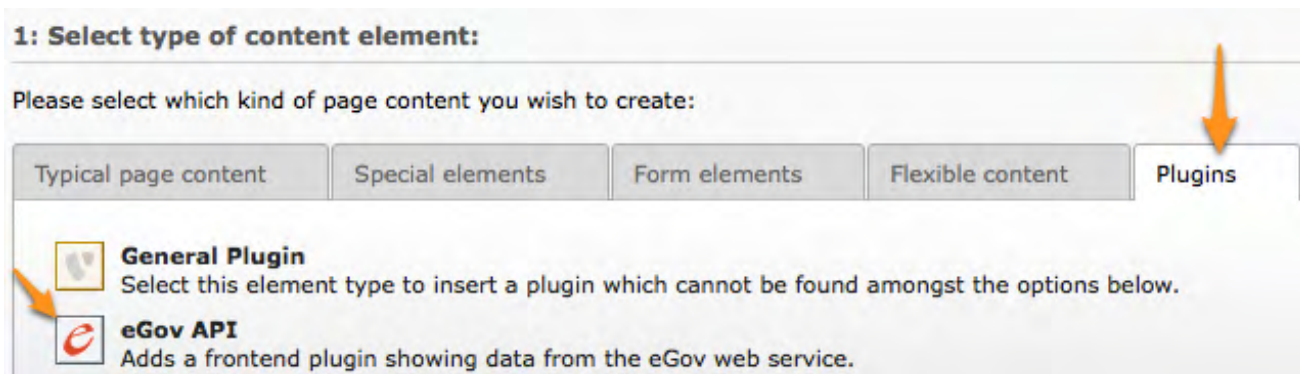 1: Select type of content element:
Please select which kind of page content you wish to create:
Typical page content Special elements Form elements Flexible content Plugins
General Plugin
Select this element type to insert a plugin which cannot be found amongst the options below.
eGov API
Adds a frontend plugin showing data from the eGov web service.